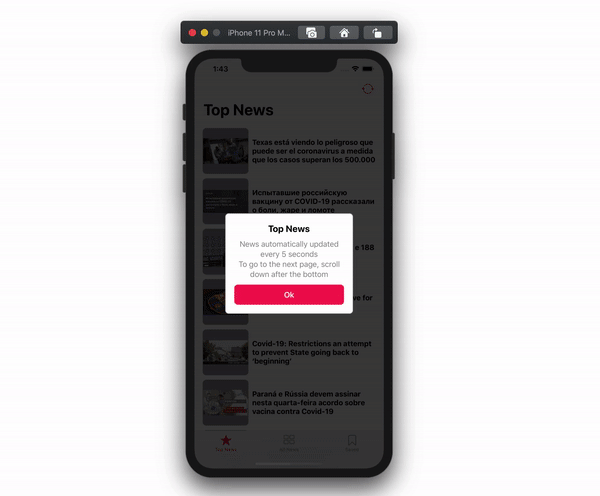 iPhone 11 Pro M...
1:43
Top News
Texas está viendo lo peligroso que
puede ser el coronavirus a medida
que los casos superan los 500.000
Испытавшие российскую
вакцину от COVID-19 рассказали
о боли, жаре и ломоте
Top News
News automatically updated
every 5 seconds
To go to the next page, scroll
down after the bottom
Ok
e 188
ve for
Covid-19: Restrictions an attempt
to prevent State going back to
'beginning'
Paraná e Rússia devem assinar
nesta quarta-feira acordo sobre
vacina contra Covid-19
Top News